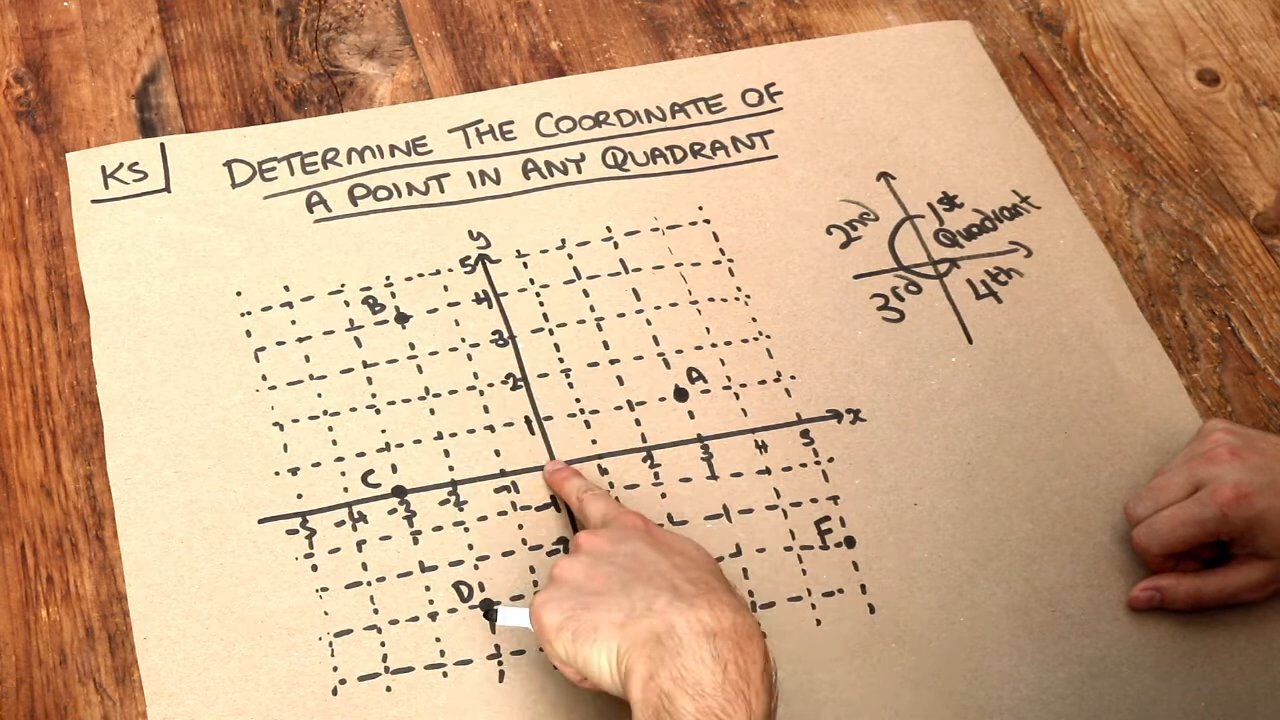 KS
DETERMINE THE COORDINATE OF
A POINT IN ANY QUADRANT
y
5
4
3
2
1
B
A
x
C
-5 -4 -3 -2 -1 1 2 3 4 5
D
F
2nd
1st
Quadrant
3rd
4th